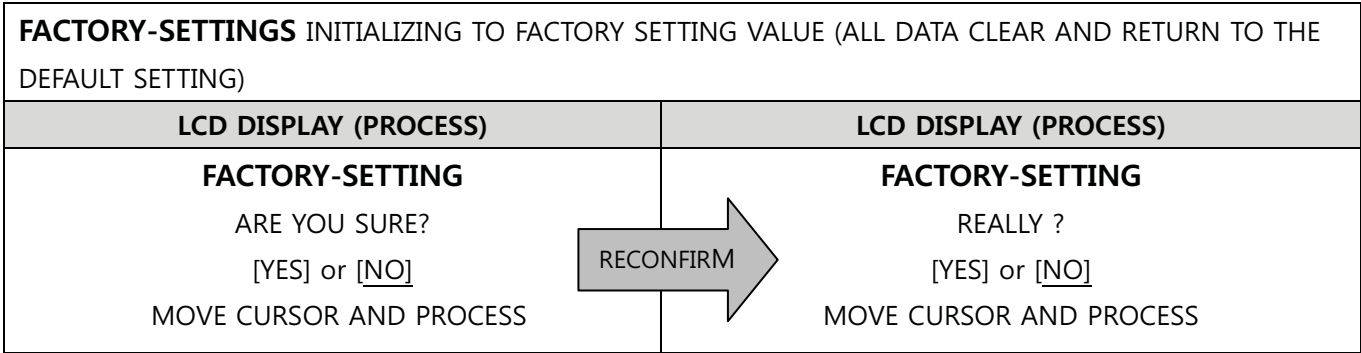 FACTORY-SETTINGS INITIALIZING TO FACTORY SETTING VALUE (ALL DATA CLEAR AND RETURN TO THE
DEFAULT SETTING)
LCD DISPLAY (PROCESS)
LCD DISPLAY (PROCESS)
FACTORY-SETTING
ARE YOU SURE?
[YES] or [NO]
MOVE CURSOR AND PROCESS
RECONFIRM
FACTORY-SETTING
REALLY ?
[YES] or [NO]
MOVE CURSOR AND PROCESS